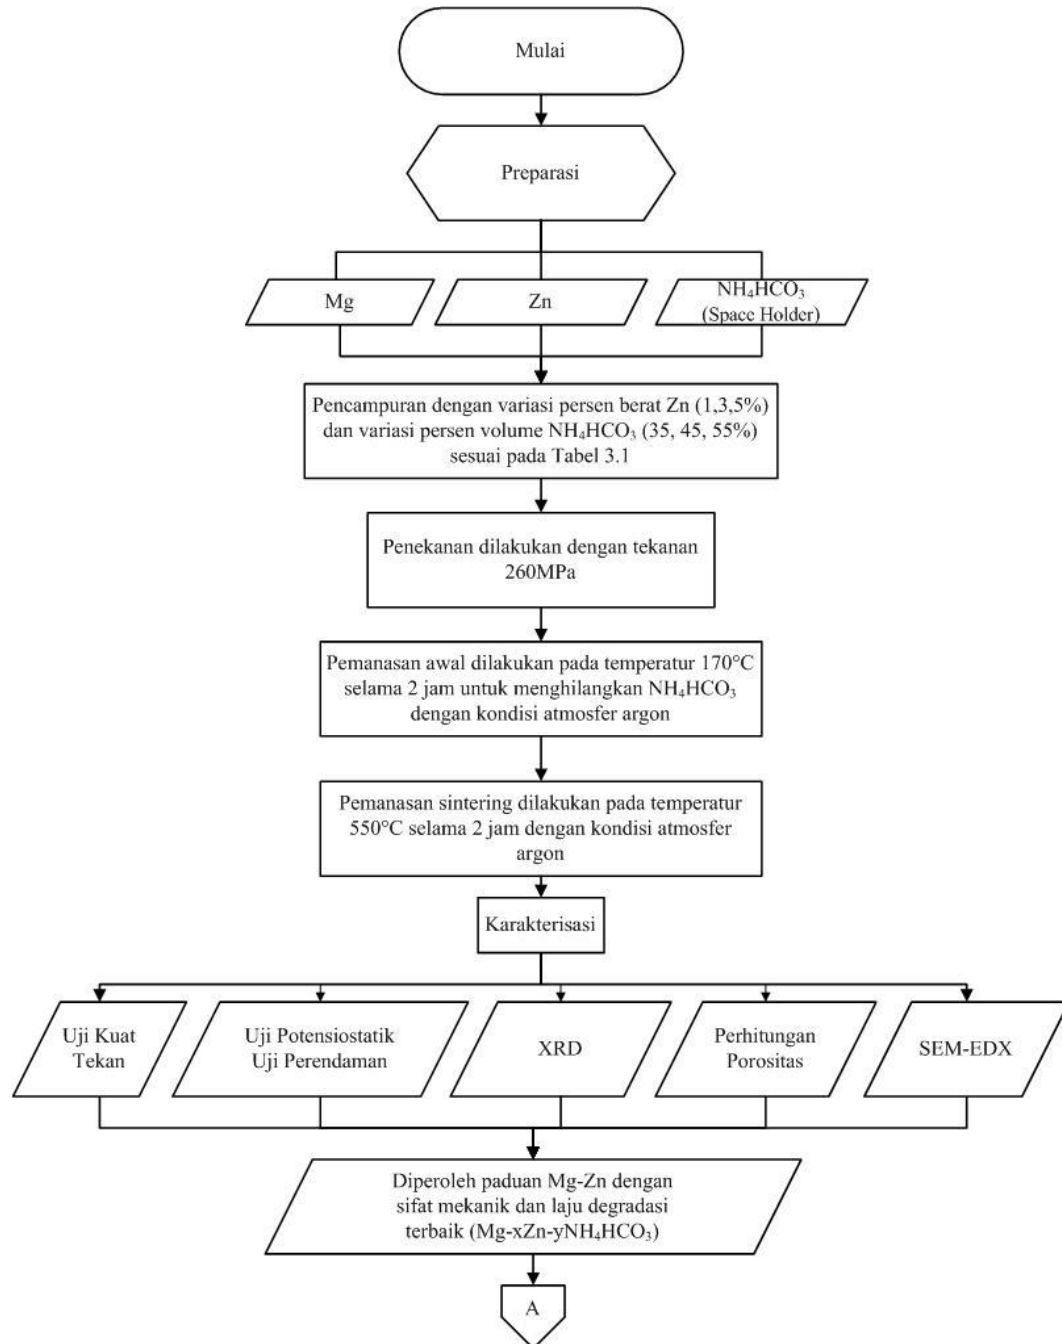 Mulai
Preparasi
Mg
Zn
NH₄HCO₃
(Space Holder)
Pencampuran dengan variasi persen berat Zn (1,3,5%)
dan variasi persen volume NH₄HCO₃ (35, 45, 55%)
sesuai pada Tabel 3.1
Penekanan dilakukan dengan tekanan
260MPa
Pemanasan awal dilakukan pada temperatur 170°C
selama 2 jam untuk menghilangkan NH₄HCO₃
dengan kondisi atmosfer argon
Pemanasan sintering dilakukan pada temperatur
550°C selama 2 jam dengan kondisi atmosfer
argon
Karakterisasi
Uji Kuat
Tekan
Uji Potensiostatik
Uji Perendaman
XRD
Perhitungan
Porositas
SEM-EDX
Diperoleh paduan Mg-Zn dengan
sifat mekanik dan laju degradasi
terbaik (Mg-xZn-yNH₄HCO₃)
A